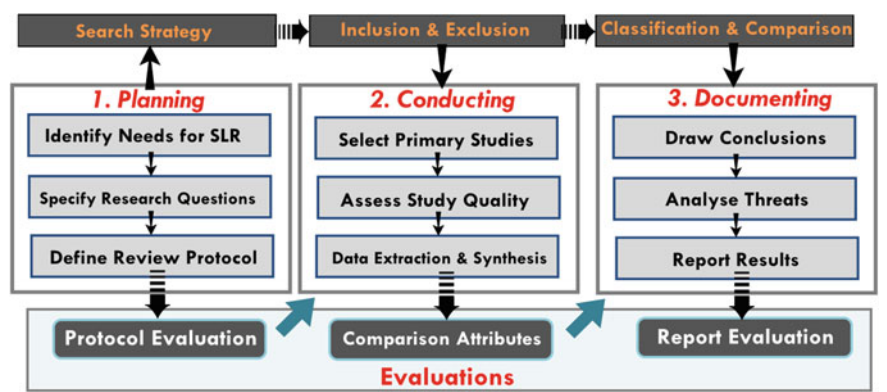 Search Strategy
Inclusion & Exclusion
Classification & Comparison
1. Planning
Identify Needs for SLR
Specify Research Questions
Define Review Protocol
2. Conducting
Select Primary Studies
Assess Study Quality
Data Extraction & Synthesis
3. Documenting
Draw Conclusions
Analyse Threats
Report Results
Protocol Evaluation
Comparison Attributes
Report Evaluation
Evaluations